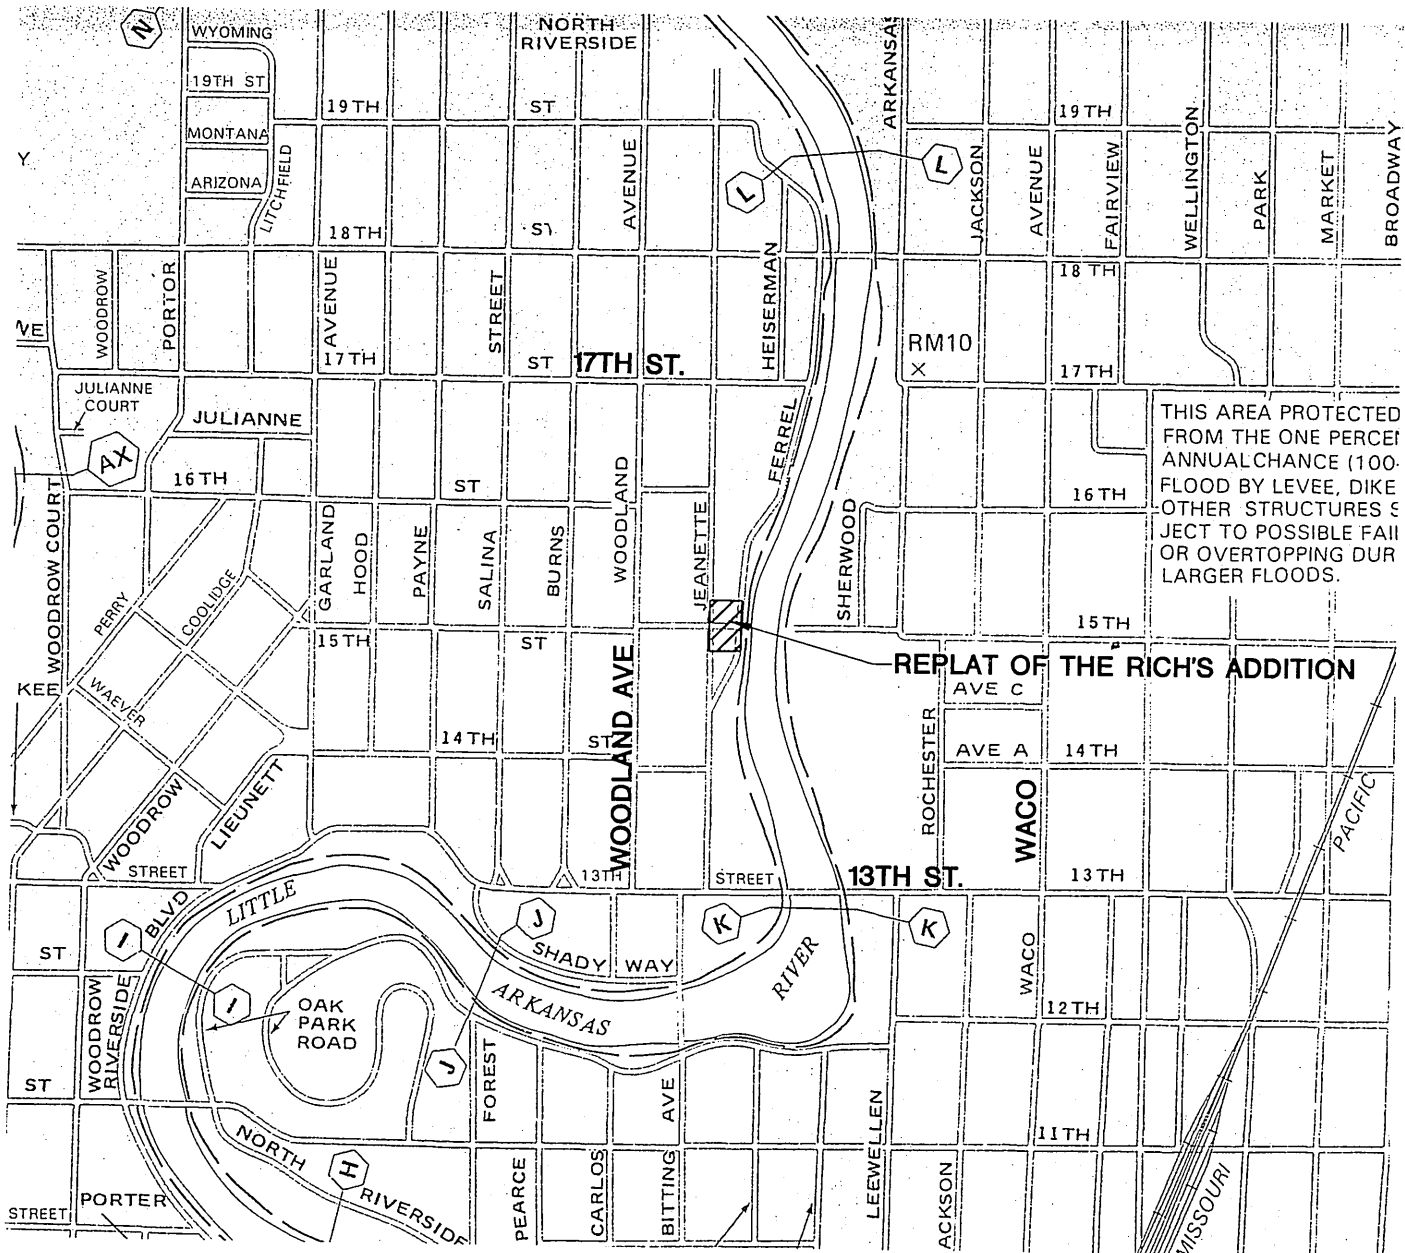 N
WYOMING
NORTH
RIVERSIDE
ARKANSAS
19TH ST
19TH
ST
19TH
MONTANA
Y
ARIZONA
LITCHFIELD
AVENUE
L
L
JACKSON
AVENUE
FAIRVIEW
WELLINGTON
PARK
MARKET
BROADWAY
18TH
18 TH
WOODROW
PORTOR
AVENUE
STREET
HEISERMAN
RM10
×
17TH
ST
17TH ST.
17TH
JULIANNE
COURT
JULIANNE
FERREL
THIS AREA PROTECTED
FROM THE ONE PERCEN
ANNUAL CHANCE (100-
FLOOD BY LEVEE, DIKE
OTHER STRUCTURES S
JECT TO POSSIBLE FAIL
OR OVERTOPPING DUR
LARGER FLOODS.
AX
16TH
ST
16TH
WOODROW COURT
GARLAND
HOOD
PAYNE
SALINA
BURNS
WOODLAND
JEANETTE
SHERWOOD
PERRY
COOLIDGE
15TH
ST
15TH
REPLAT OF THE RICH'S ADDITION
KEE
WAEVER
WOODLAND AVE
AVE C
ROCHESTER
14TH
ST
AVE A
14TH
WOODROW
LIEUNETT
WACO
PACIFIC
STREET
13TH
STREET
13TH ST.
13TH
BLVD
LITTLE
I
J
K
K
ST
SHADY WAY
RIVER
WACO
WOODROW
RIVERSIDE
I
OAK
PARK
ROAD
ARKANSAS
12TH
J
ST
FOREST
AVE
LEEWELLEN
11TH
NORTH
H
RIVERSIDE
PEARCE
CARLOS
BITTING
ACKSON
MISSOURI
STREET
PORTER